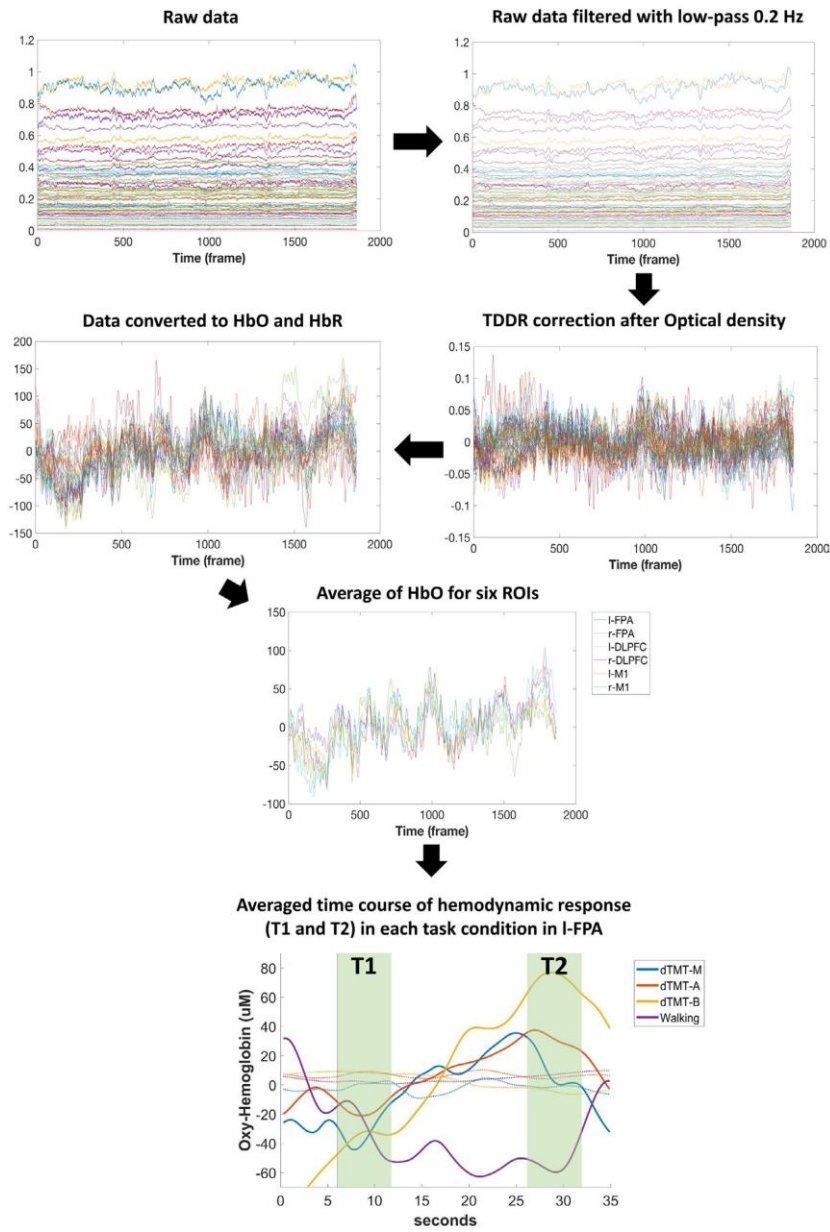 Raw data
1.2
1
0.8
0.6
0.4
0.2
0
0 500 1000 1500 2000
Time (frame)
Raw data filtered with low-pass 0.2 Hz
1.2
1
0.8
0.6
0.4
0.2
0
0 500 1000 1500 2000
Time (frame)
Data converted to HbO and HbR
200
150
100
50
0
-50
-100
-150
0 500 1000 1500 2000
Time (frame)
TDDR correction after Optical density
0.15
0.1
0.05
0
-0.05
-0.1
-0.15
0 500 1000 1500 2000
Time (frame)
Average of HbO for six ROIs
150
100
50
0
-50
-100
0 500 1000 1500 2000
Time (frame)
l-FPA
r-FPA
l-DLPFC
r-DLPFC
l-M1
r-M1
Averaged time course of hemodynamic response
(T1 and T2) in each task condition in l-FPA
T1 T2
Oxy-Hemoglobin (uM)
80
60
40
20
0
-20
-40
-60
0 5 10 15 20 25 30 35
seconds
dTMT-M
dTMT-A
dTMT-B
Walking